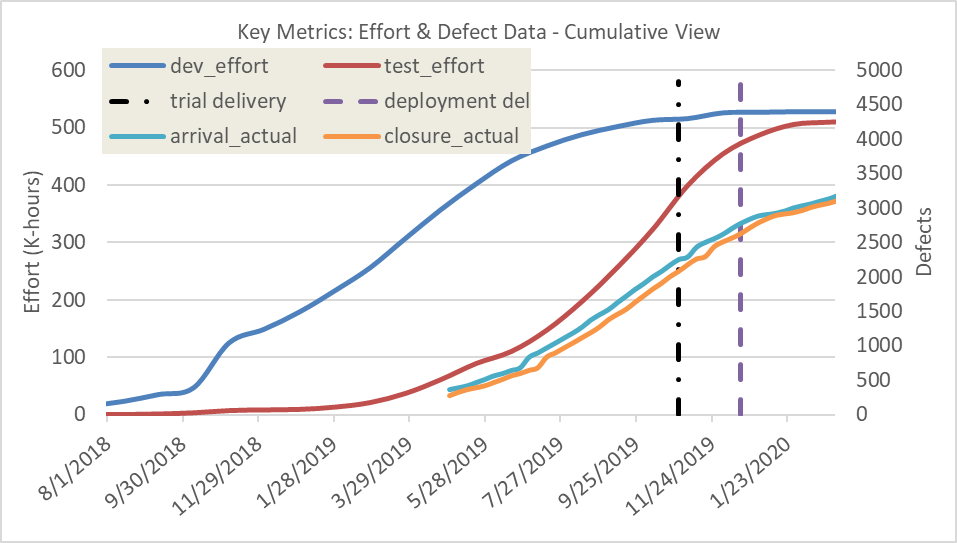 Key Metrics: Effort & Defect Data - Cumulative View
dev_effort test_effort
trial delivery deployment del
arrival_actual closure_actual
Effort (K-hours)
600
500
400
300
200
100
0
5000
4500
4000
3500
3000
2500
2000
1500
1000
500
0
Defects
8/1/2018 9/30/2018 11/29/2018 1/28/2019 3/29/2019 5/28/2019 7/27/2019 9/25/2019 11/24/2019 1/23/2020